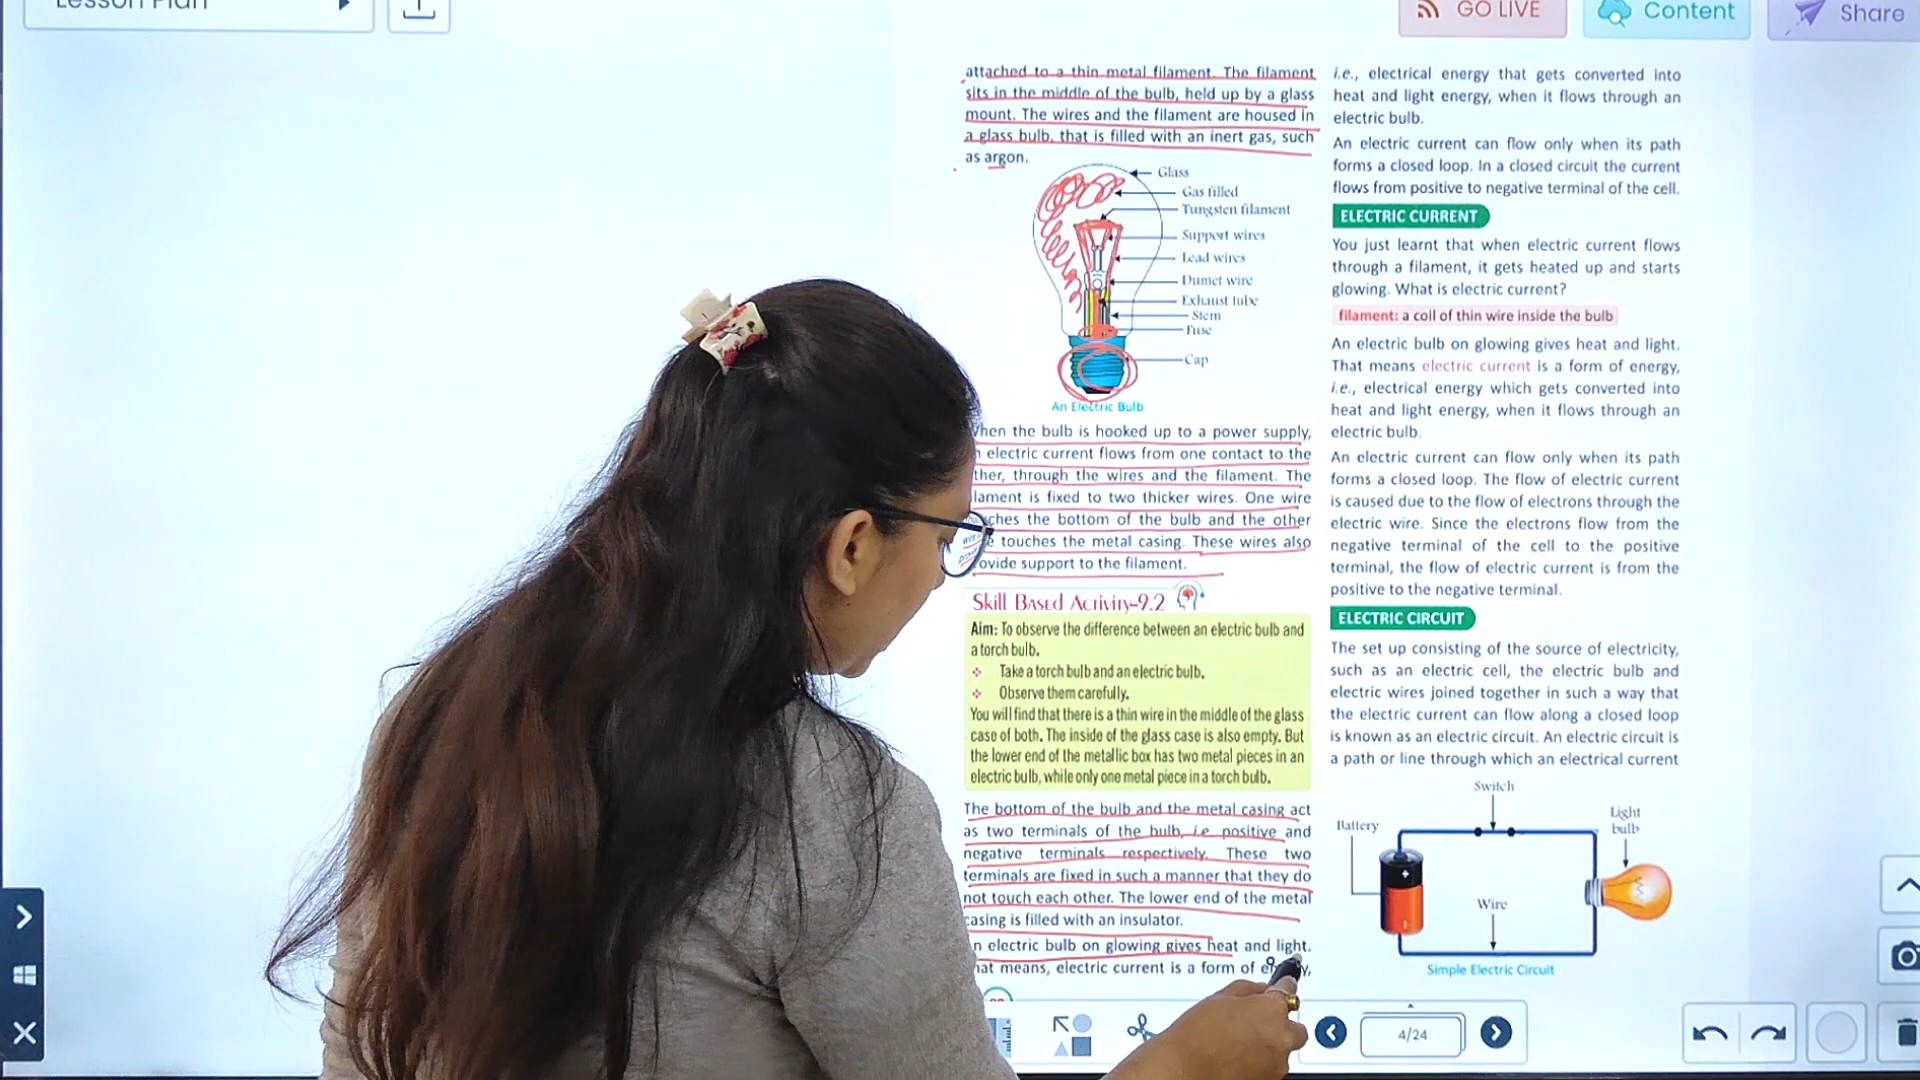 Lesson Plan
GO LIVE
Content
Share
attached to a thin metal filament. The filament
sits in the middle of the bulb, held up by a glass
mount. The wires and the filament are housed in
a glass bulb, that is filled with an inert gas, such
as argon.
Glass
Gas filled
Tungsten filament
Support wires
Lead wires
Dumet wire
Exhaust tube
Stem
Fuse
Cap
An Electric Bulb
hen the bulb is hooked up to a power supply,
electric current flows from one contact to the
ther, through the wires and the filament. The
lament is fixed to two thicker wires. One wire
ches the bottom of the bulb and the other
touches the metal casing. These wires also
ovide support to the filament.
Skill Based Activity-9.2
Aim: To observe the difference between an electric bulb and
a torch bulb.
Take a torch bulb and an electric bulb.
Observe them carefully.
You will find that there is a thin wire in the middle of the glass
case of both. The inside of the glass case is also empty. But
the lower end of the metallic box has two metal pieces in an
electric bulb, while only one metal piece in a torch bulb.
The bottom of the bulb and the metal casing act
as two terminals of the bulb, i.e positive and
negative terminals respectively. These two
terminals are fixed in such a manner that they do
not touch each other. The lower end of the metal
casing is filled with an insulator.
n electric bulb on glowing gives heat and light.
hat means, electric current is a form of
i.e., electrical energy that gets converted into
heat and light energy, when it flows through an
electric bulb.
An electric current can flow only when its path
forms a closed loop. In a closed circuit the current
flows from positive to negative terminal of the cell.
ELECTRIC CURRENT
You just learnt that when electric current flows
through a filament, it gets heated up and starts
glowing. What is electric current?
filament: a coil of thin wire inside the bulb
An electric bulb on glowing gives heat and light.
That means electric current is a form of energy,
i.e., electrical energy which gets converted into
heat and light energy, when it flows through an
electric bulb.
An electric current can flow only when its path
forms a closed loop. The flow of electric current
is caused due to the flow of electrons through the
electric wire. Since the electrons flow from the
negative terminal of the cell to the positive
terminal, the flow of electric current is from the
positive to the negative terminal.
ELECTRIC CIRCUIT
The set up consisting of the source of electricity,
such as an electric cell, the electric bulb and
electric wires joined together in such a way that
the electric current can flow along a closed loop
is known as an electric circuit. An electric circuit is
a path or line through which an electrical current
Switch
Battery
Light
bulb
Wire
Simple Electric Circuit
4/24